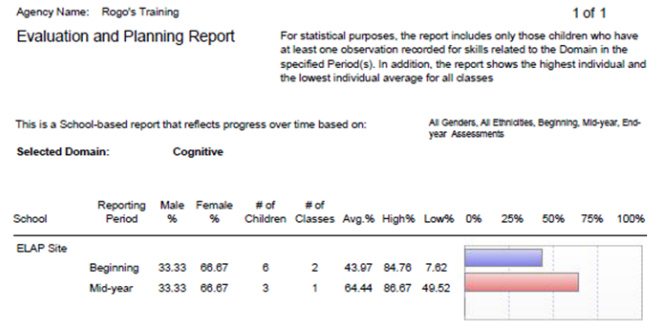 Agency Name: Rogo's Training
1 of 1
Evaluation and Planning Report
For statistical purposes, the report includes only those children who have
at least one observation recorded for skills related to the Domain in the
specified Period(s). In addition, the report shows the highest individual and
the lowest individual average for all classes
This is a School-based report that reflects progress over time based on:
All Genders, All Ethnicities, Beginning, Mid-year, End-
year Assessments
Selected Domain: Cognitive
School Reporting Period Male % Female % # of Children # of Classes Avg.% High% Low% 0% 25% 50% 75% 100%
ELAP Site
Beginning 33.33 66.67 6 2 43.97 84.76 7.62
Mid-year 33.33 66.67 3 1 64.44 86.67 49.52